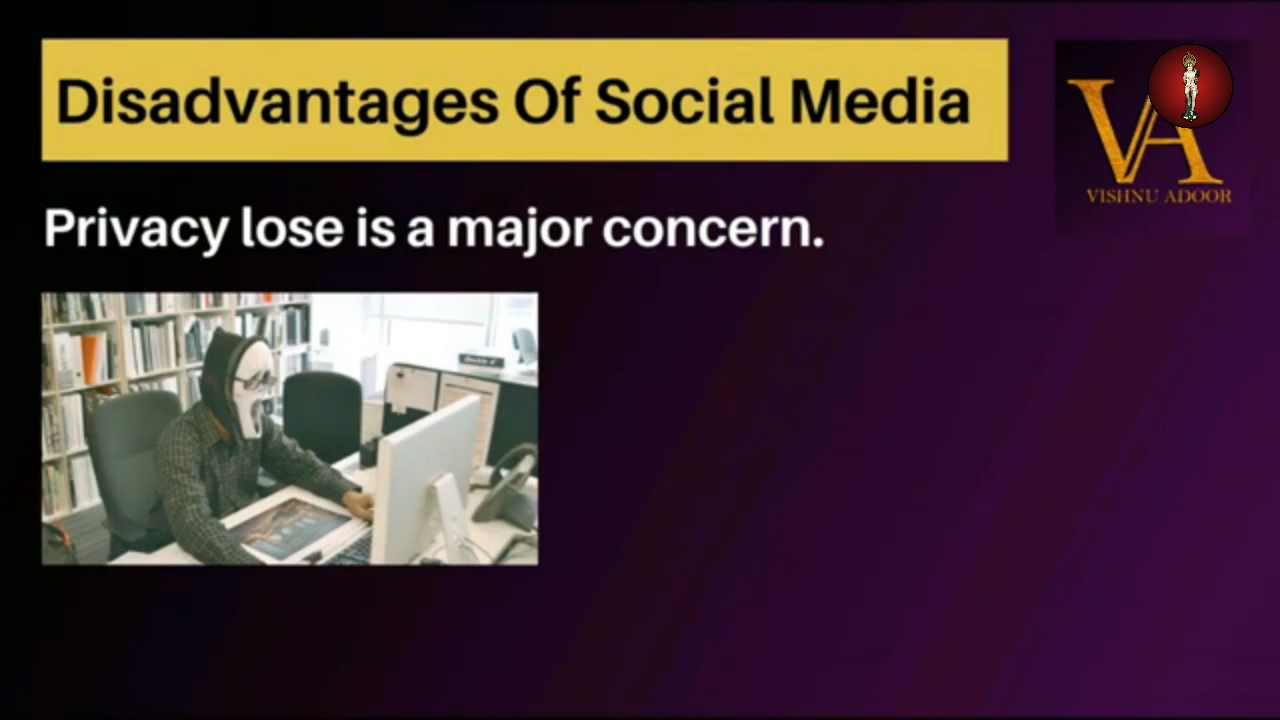 Disadvantages Of Social Media
VA
VISHNU ADOOR
Privacy lose is a major concern.